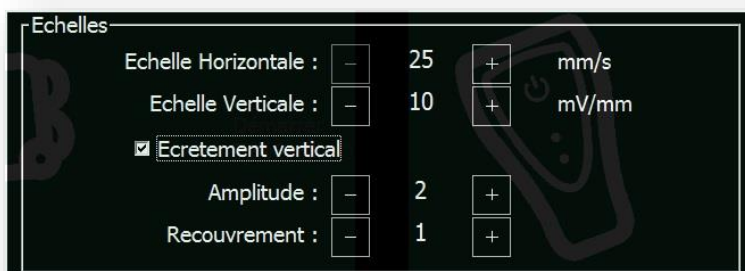 Echelles
Echelle Horizontale : - 25 + mm/s
Echelle Verticale : - 10 + mV/mm
Ecretement vertical
Amplitude : - 2 +
Recouvrement : - 1 +